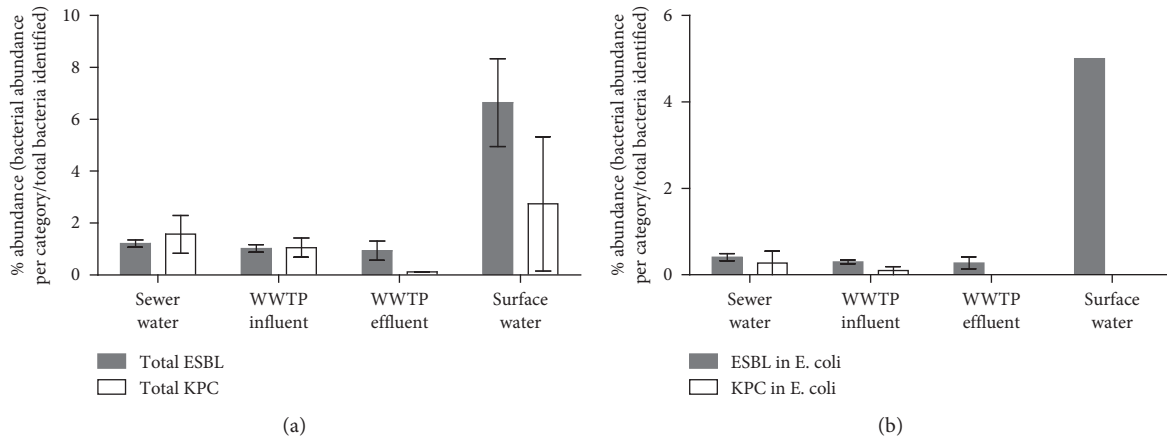 % abundance (bacterial abundance
per category/total bacteria identified)
10
8
6
4
2
0
Sewer
water
WWTP
influent
WWTP
effluent
Surface
water
Total ESBL
Total KPC
(a)
% abundance (bacterial abundance
per category/total bacteria identified)
6
4
2
0
Sewer
water
WWTP
influent
WWTP
effluent
Surface
water
ESBL in E. coli
KPC in E. coli
(b)